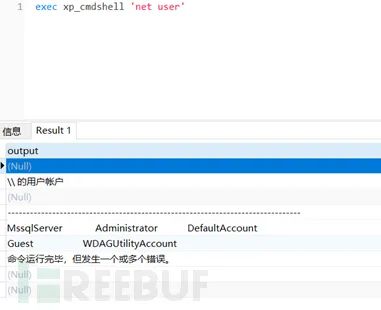 1 exec xp_cmdshell 'net user'
信息 Result 1
output
(Null)
\\ 的用户帐户
(Null)
-------------------------------------------------------------------------------
MssqlServer Administrator DefaultAccount
Guest WDAGUtilityAccount
命令运行完毕，但发生一个或多个错误。
(Null)
(Null)
REEBUF